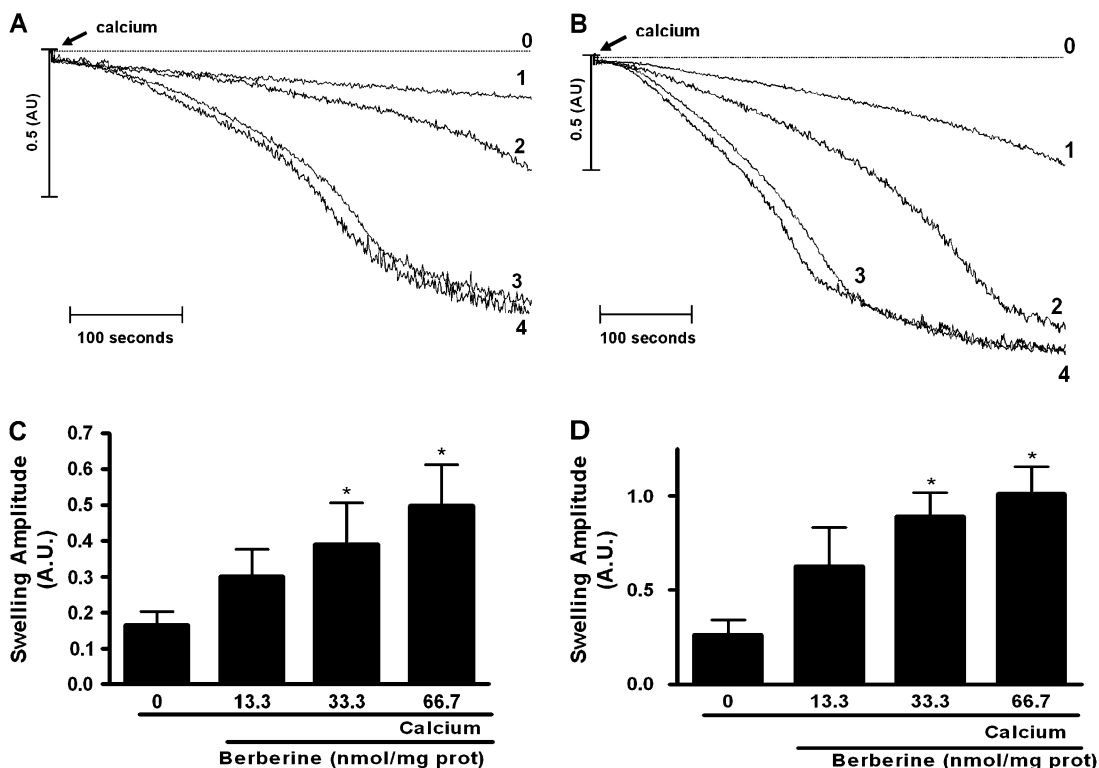 A
calcium
0
1
2
3
4
0.5 (AU)
100 seconds
B
calcium
0
1
2
3
4
0.5 (AU)
100 seconds
C
Swelling Amplitude
(A.U.)
0.7
0.6
0.5
0.4
0.3
0.2
0.1
0.0
*
*
0 13.3 33.3 66.7
Calcium
Berberine (nmol/mg prot)
D
Swelling Amplitude
(A.U.)
1.0
0.5
0.0
*
*
0 13.3 33.3 66.7
Calcium
Berberine (nmol/mg prot)